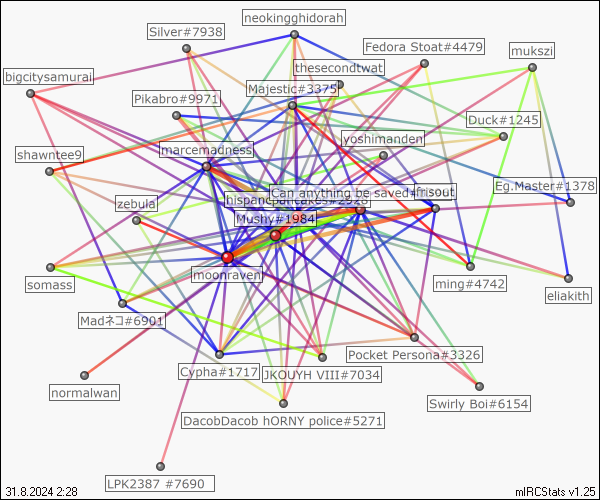 neokingghidorah
Silver#7938
Fedora Stoat#4479
mukszi
thesecondtwat
bigcitysamurai
Majestic#3375
Pikabro#9971
Duck#1245
yoshimanden
marcemadness
shawntee9
Eg.Master#1378
Can anything be saved?
frisout
hispanepancakes#2928
zebula
Mushy#1984
moonraven
somass
ming#4742
eliakith
Madネコ#6901
Pocket Persona#3326
Cypha#1717
JKOUYH VIII#7034
normalwan
Swirly Boi#6154
DacobDacob hORNY police#5271
LPK2387 #7690
31.8.2024 2:28
mIRCStats v1.25